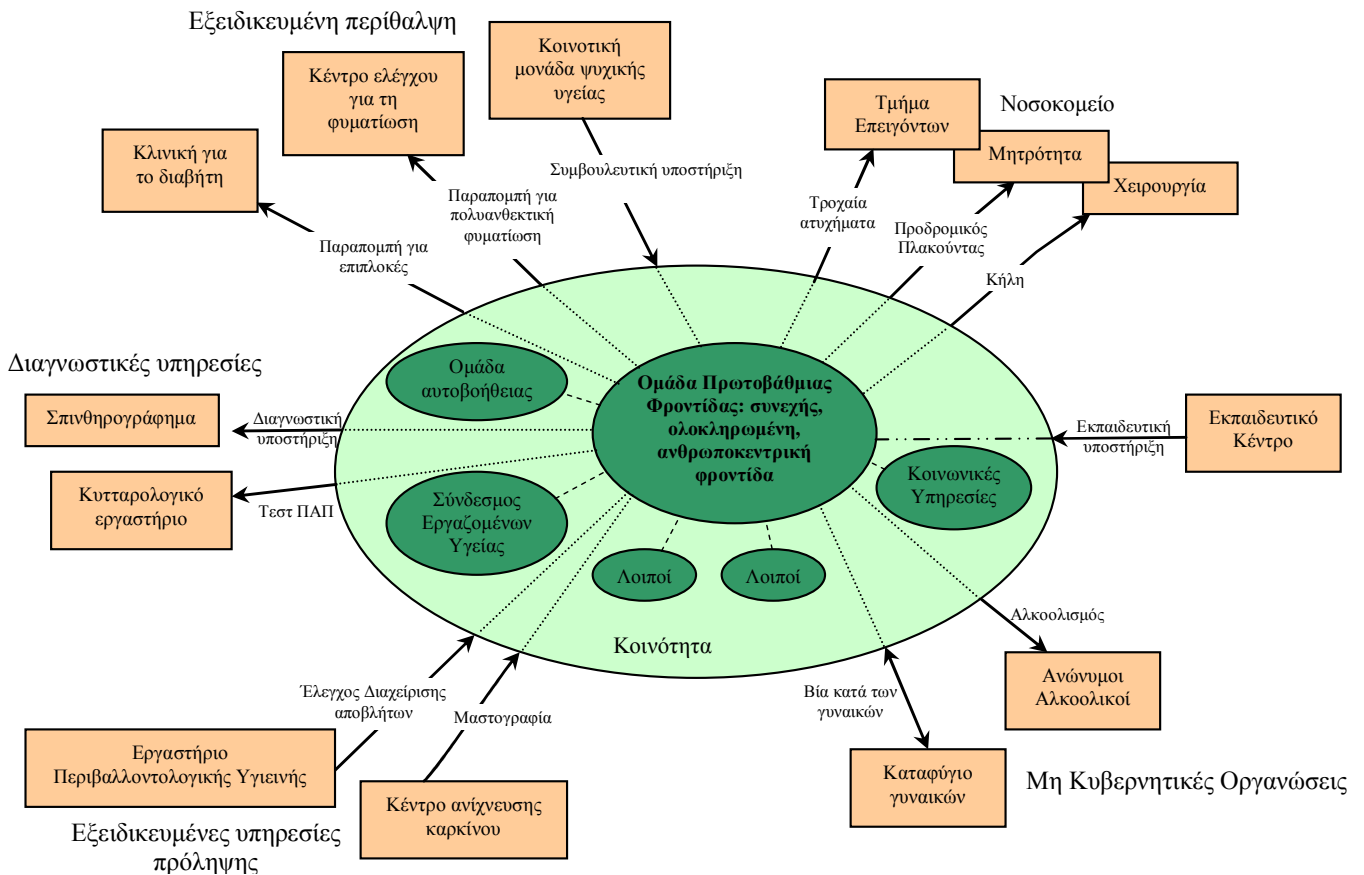 Εξειδικευμένη περίθαλψη
Κοινοτική
μονάδα ψυχικής
υγείας
Κέντρο ελέγχου
για τη
φυματίωση
Κλινική για
το διαβήτη
Τμήμα
Επειγόντων
Νοσοκομείο
Μητρότητα
Χειρουργία
Συμβουλευτική υποστήριξη
Παραπομπή για
πολυανθεκτική
φυματίωση
Παραπομπή για
επιπλοκές
Τροχαία
ατυχήματα
Προδρομικός
Πλακούντας
Κήλη
Διαγνωστικές υπηρεσίες
Σπινθηρογράφημα
Διαγνωστική
υποστήριξη
Κυτταρολογικό
εργαστήριο
Τεστ ΠΑΠ
Ομάδα
αυτοβοήθειας
Ομάδα Πρωτοβάθμιας
Φροντίδας: συνεχής,
ολοκληρωμένη,
ανθρωποκεντρική
φροντίδα
Εκπαιδευτική
υποστήριξη
Εκπαιδευτικό
Κέντρο
Κοινωνικές
Υπηρεσίες
Σύνδεσμος
Εργαζομένων
Υγείας
Λοιποί
Λοιποί
Κοινότητα
Αλκοολισμός
Ανώνυμοι
Αλκοολικοί
Βία κατά των
γυναικών
Καταφύγιο
γυναικών
Μη Κυβερνητικές Οργανώσεις
Έλεγχος Διαχείρισης
αποβλήτων
Μαστογραφία
Εργαστήριο
Περιβαλλοντολογικής Υγιεινής
Κέντρο ανίχνευσης
καρκίνου
Εξειδικευμένες υπηρεσίες
πρόληψης